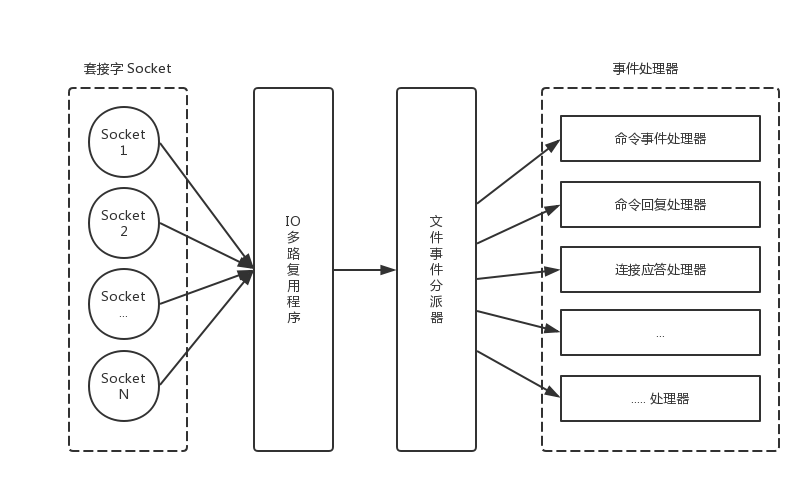 套接字 Socket
事件处理器
Socket
1
Socket
2
Socket
...
Socket
N
IO
多
路
复
用
程
序
文
件
事
件
分
派
器
命令事件处理器
命令回复处理器
连接应答处理器
...
..... 处理器